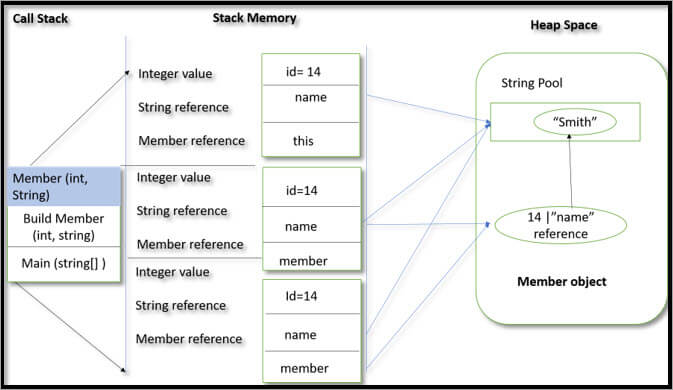 Call Stack
Stack Memory
Heap Space
Integer value
id= 14
String reference
name
Member reference
this
Integer value
id=14
String reference
name
Member reference
member
Integer value
Id=14
String reference
name
Member reference
member
Member (int,
String)
Build Member
(int, string)
Main (string[] )
String Pool
“Smith”
14 |”name”
reference
Member object